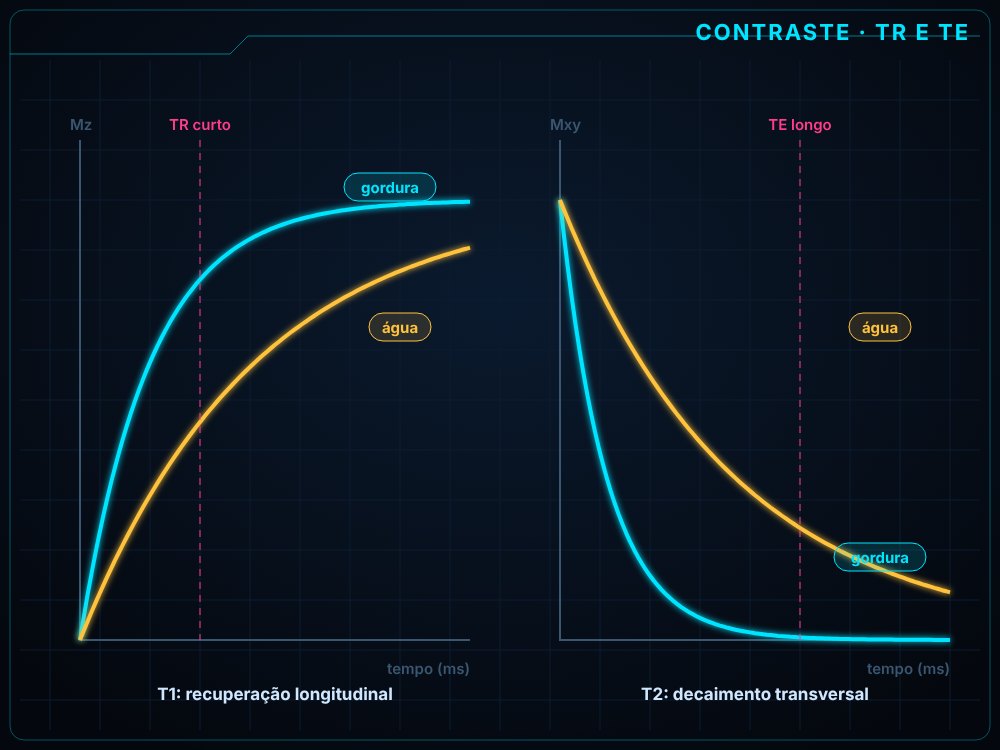 CONTRASTE · TR E TE
Mz
TR curto
gordura
água
tempo (ms)
T1: recuperação longitudinal
Mxy
TE longo
água
gordura
tempo (ms)
T2: decaimento transversal